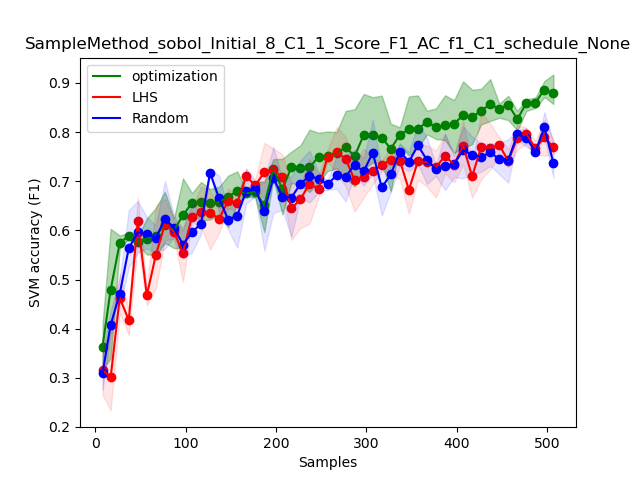 SampleMethod_sobol_Initial_8_C1_1_Score_F1_AC_f1_C1_schedule_None
optimization
LHS
Random
SVM accuracy (F1)
0.9
0.8
0.7
0.6
0.5
0.4
0.3
0.2
0
100
200
300
400
500
Samples